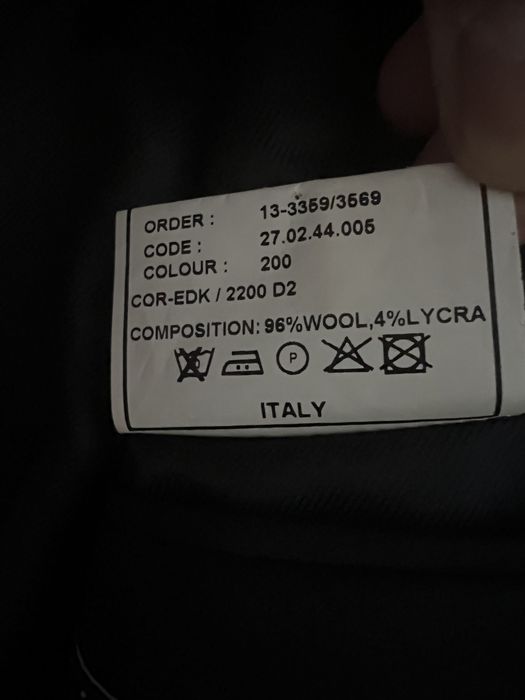 ORDER : 13-3359/3569
CODE : 27.02.44.005
COLOUR : 200
COR-EDK / 2200 D2
COMPOSITION: 96%WOOL,4%LYCRA
P
ITALY